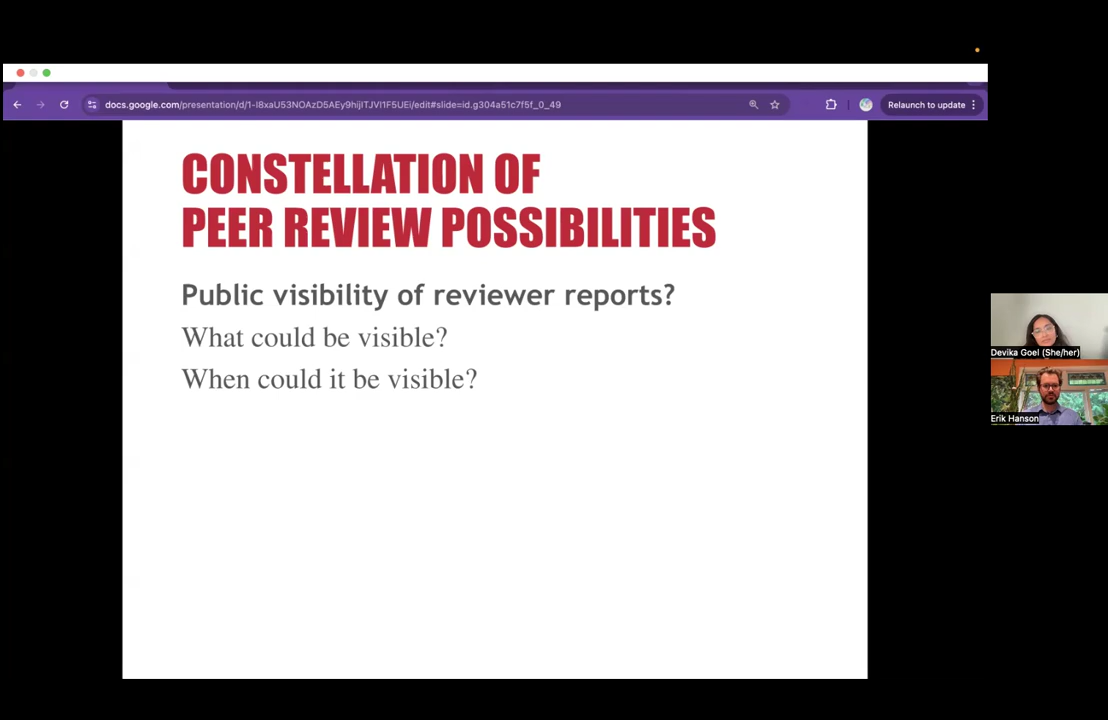 docs.google.com/presentation/d/1-I8xaU53NOAzD5AEy9hijITJVI1F5UEi/edit#slide=id.g304a51c7f5f_0_49
Relaunch to update
CONSTELLATION OF
PEER REVIEW POSSIBILITIES
Public visibility of reviewer reports?
What could be visible?
When could it be visible?
Devika Goel (She/her)
Erik Hanson